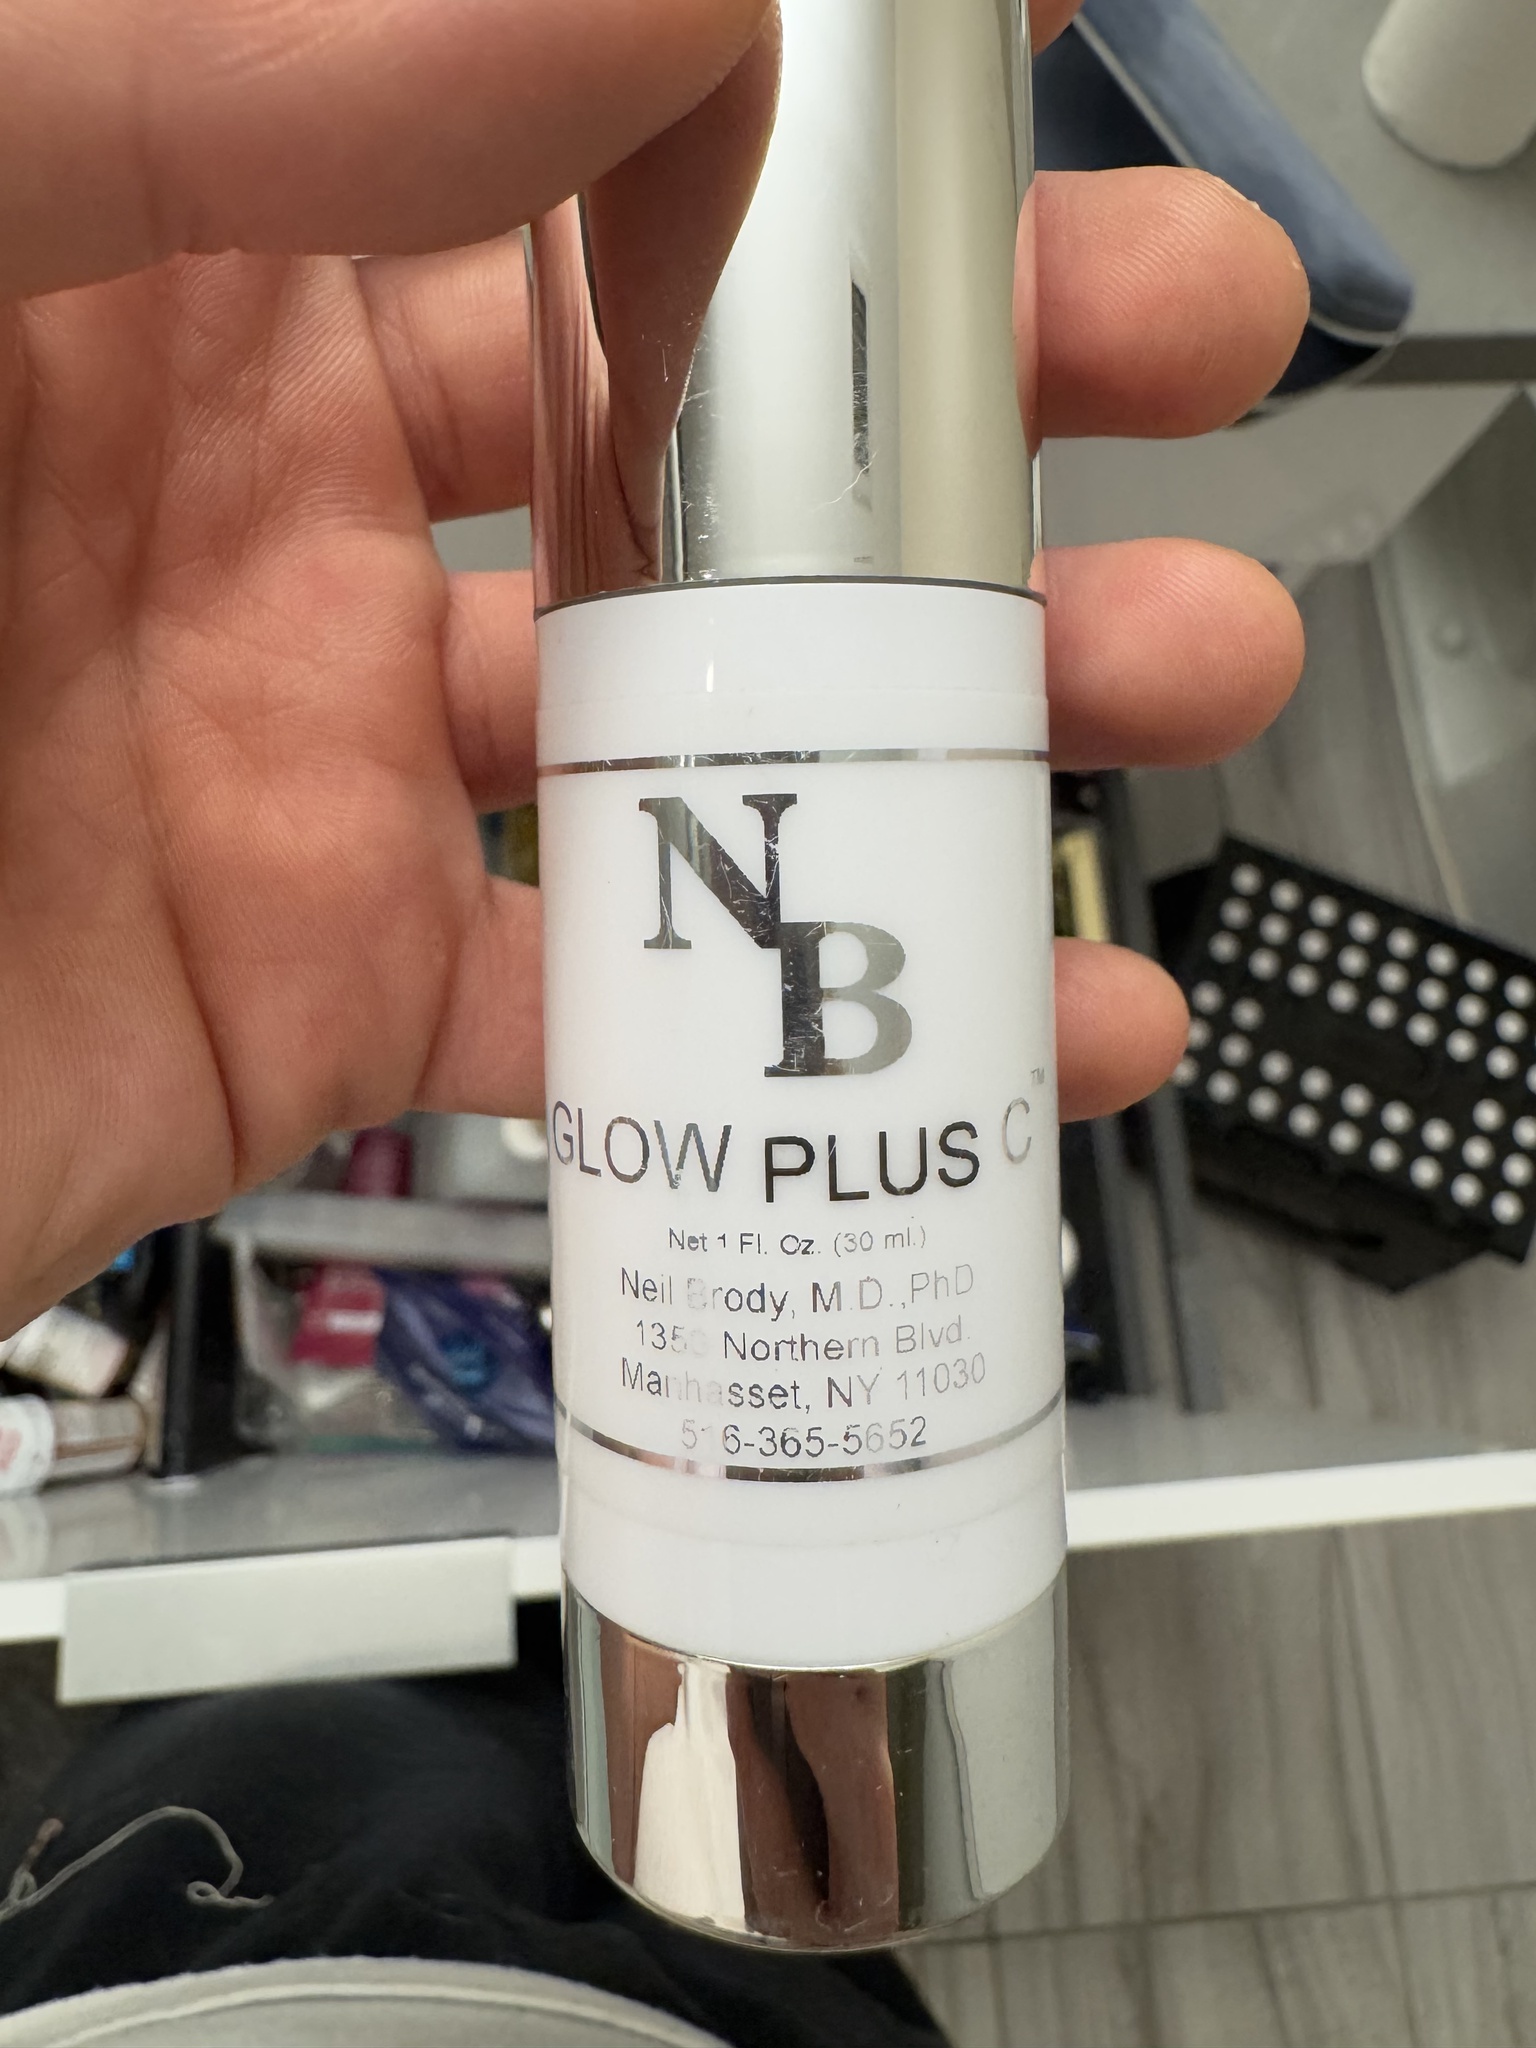 NB
GLOW PLUS C™
Net 1 Fl. Oz. (30 ml.)
Neil Brody, M.D.,PhD
Northern Blvd.
Manhasset, NY 11030
516-365-5652